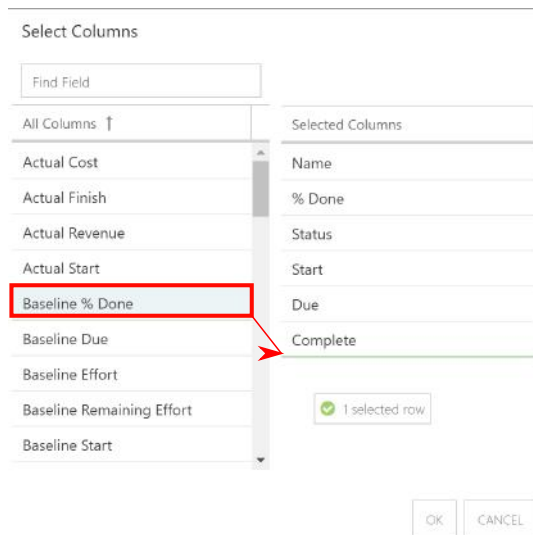 Select Columns
Find Field
All Columns ↑
Actual Cost
Actual Finish
Actual Revenue
Actual Start
Baseline % Done
Baseline Due
Baseline Effort
Baseline Remaining Effort
Baseline Start
Selected Columns
Name
% Done
Status
Start
Due
Complete
1 selected row
OK
CANCEL